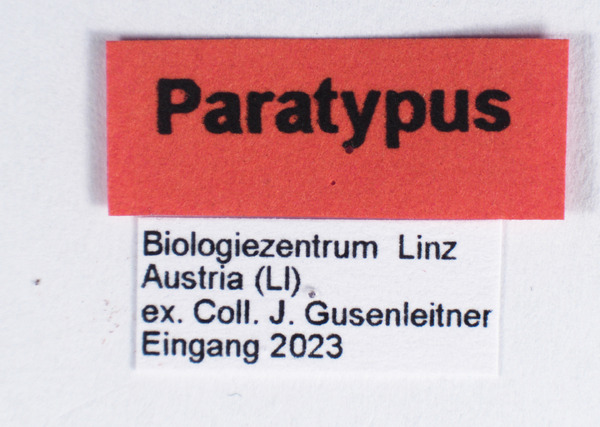 Paratypus
Biologiezentrum Linz
Austria (LI)
ex. Coll. J. Gusenleitner
Eingang 2023